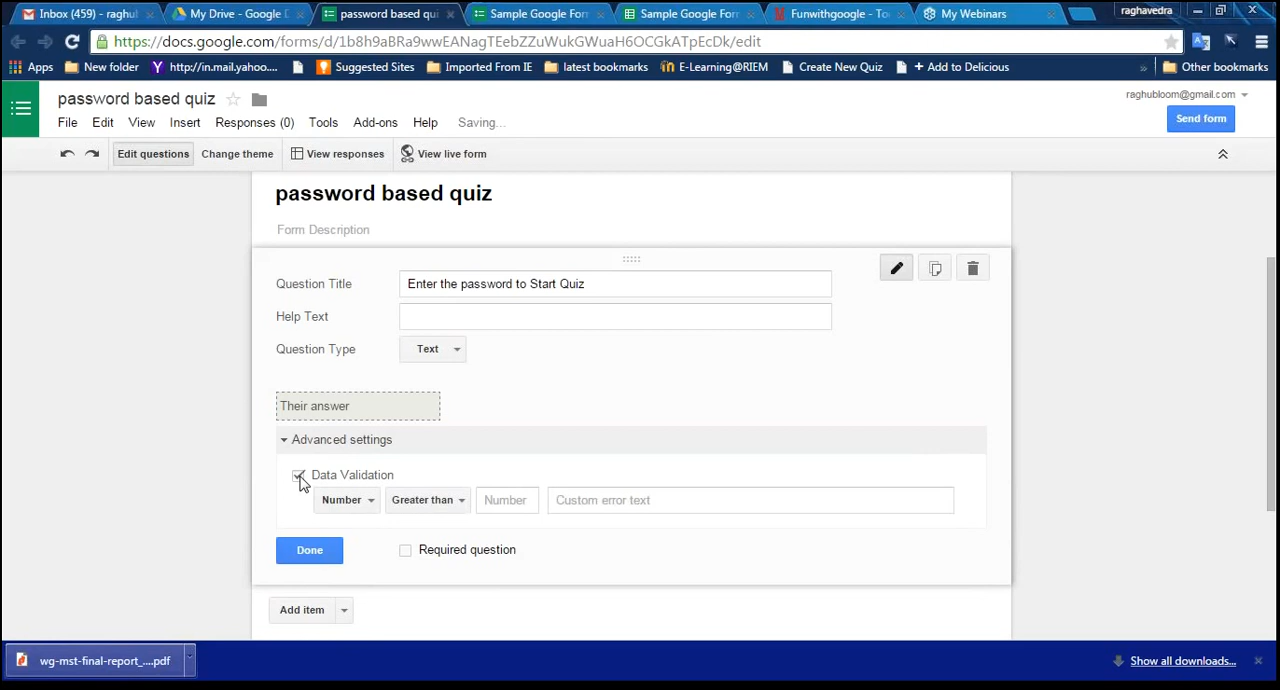 Inbox (459) - raghul
My Drive - Google D
password based qui
Sample Google Form
Sample Google Form
Funwithgoogle - To
My Webinars
raghavedra
https://docs.google.com/forms/d/1b8h9aBRa9wwEANagTEebZZuWukGWuaH6OCGkATpEcDk/edit
Apps
New folder
http://in.mail.yahoo....
Suggested Sites
Imported From IE
latest bookmarks
E-Learning@RIEM
Create New Quiz
+ Add to Delicious
»
Other bookmarks
password based quiz
raghubloom@gmail.com
File Edit View Insert Responses (0) Tools Add-ons Help Saving...
Send form
Edit questions Change theme View responses View live form
password based quiz
Form Description
Question Title Enter the password to Start Quiz
Help Text
Question Type Text
Their answer
Advanced settings
Data Validation
Number Greater than Number Custom error text
Done Required question
Add item
wg-mst-final-report_....pdf
Show all downloads...